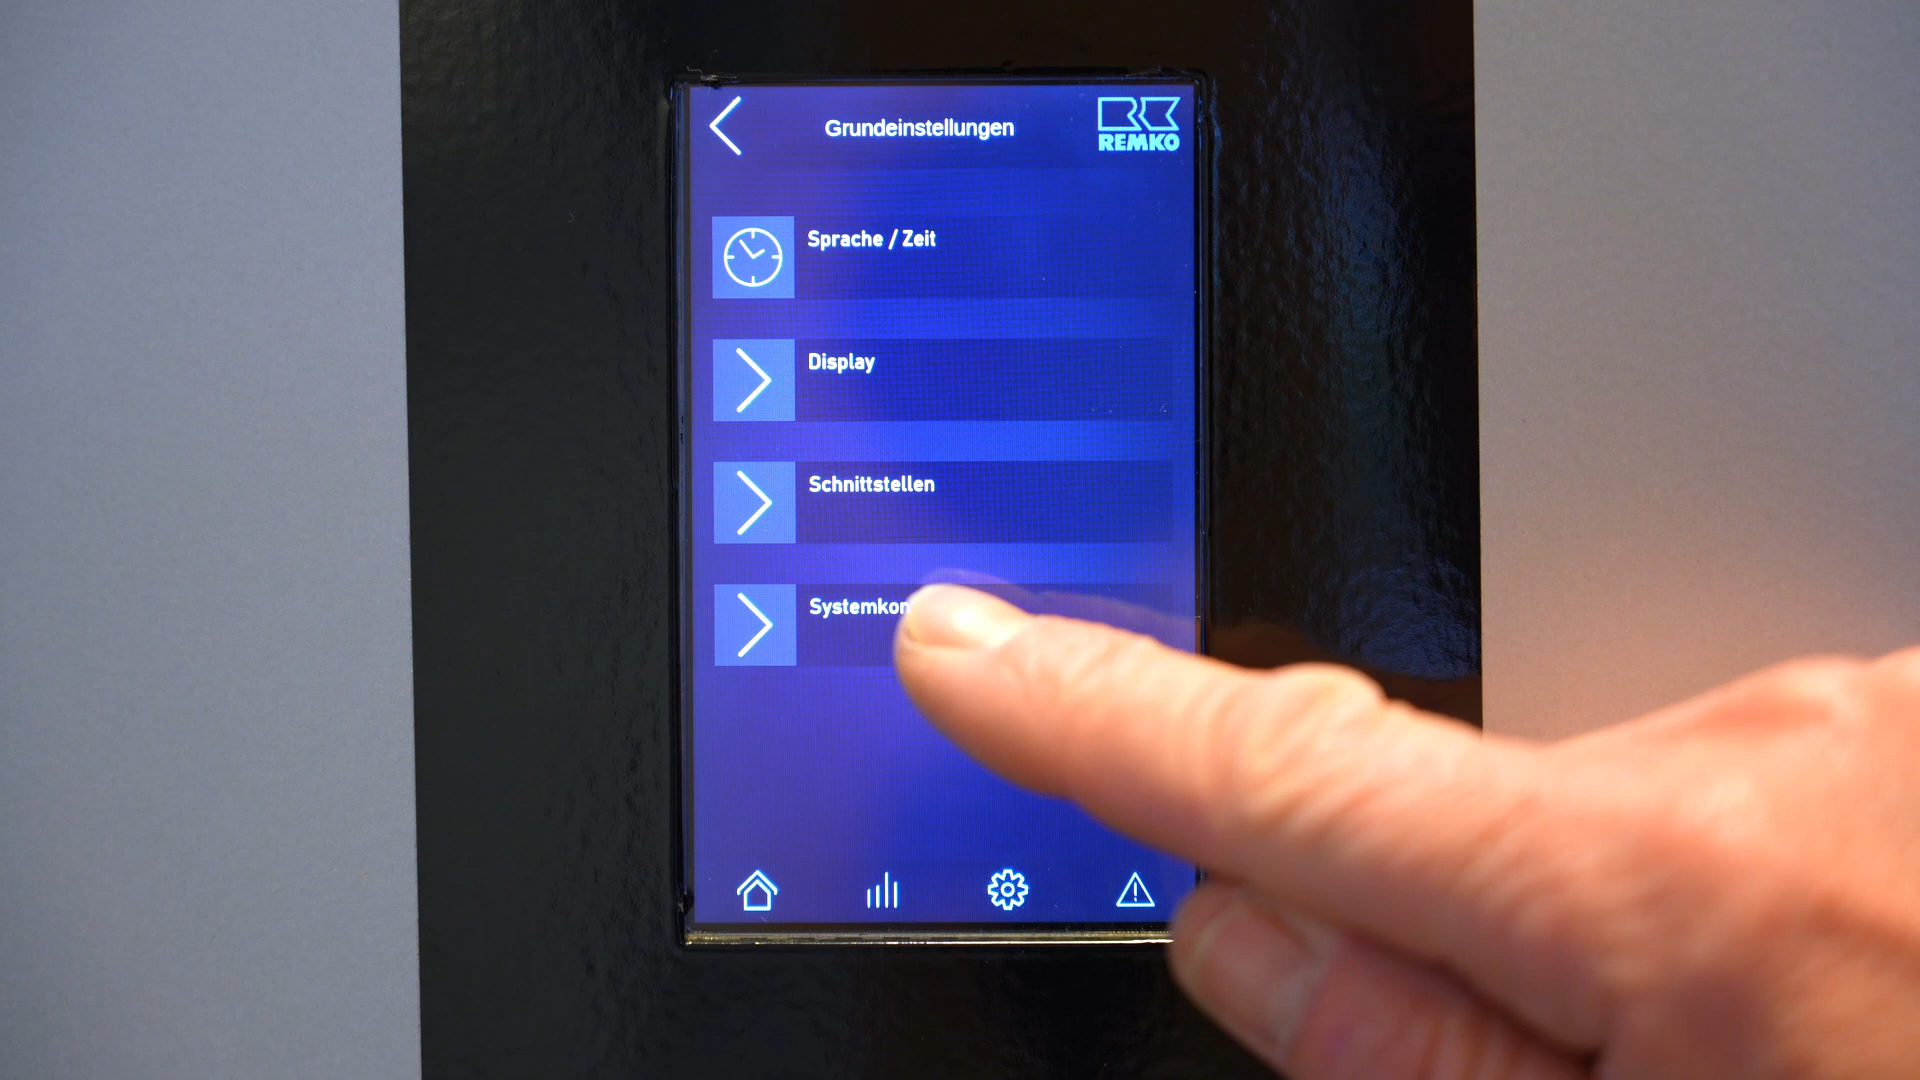 Grundeinstellungen
REMKO
Sprache / Zeit
Display
Schnittstellen